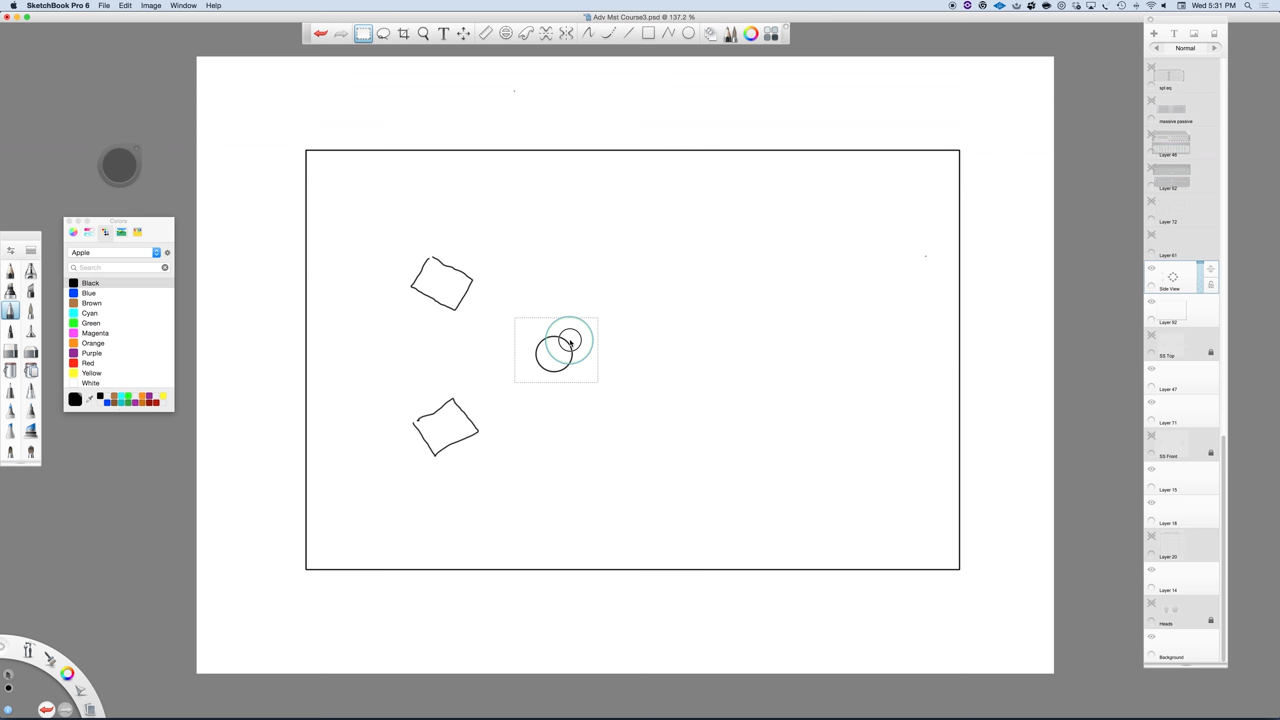 SketchBook Pro 6 File Edit Image Window Help
Wed 5:31 PM
Adv Mst Course3.psd @ 137.2 %
Normal
spl eq
massive passive
Layer 46
Layer 62
Layer 72
Layer 61
Side View
Layer 92
SS Top
Layer 47
Layer 71
SS Front
Layer 15
Layer 18
Layer 20
Layer 14
Heads
Background
Colors
Apple
Search
Black
Blue
Brown
Cyan
Green
Magenta
Orange
Purple
Red
Yellow
White